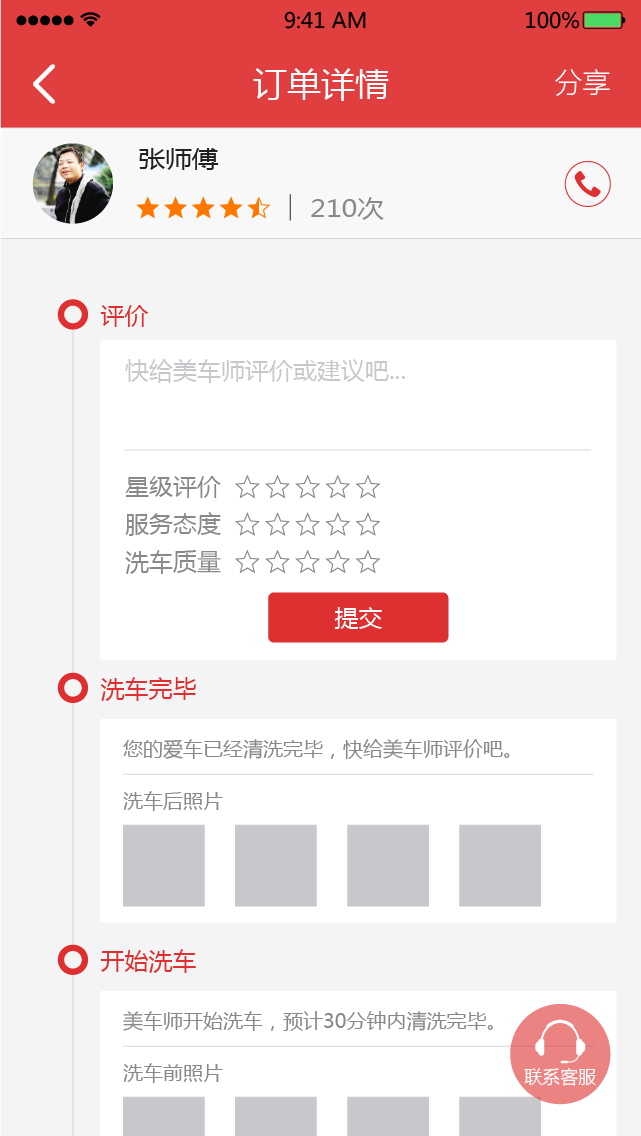 9:41 AM
100%
订单详情
分享
张师傅
210次
评价
快给美车师评价或建议吧...
星级评价
服务态度
洗车质量
提交
洗车完毕
您的爱车已经清洗完毕，快给美车师评价吧。
洗车后照片
开始洗车
美车师开始洗车，预计30分钟内清洗完毕。
洗车前照片
联系客服